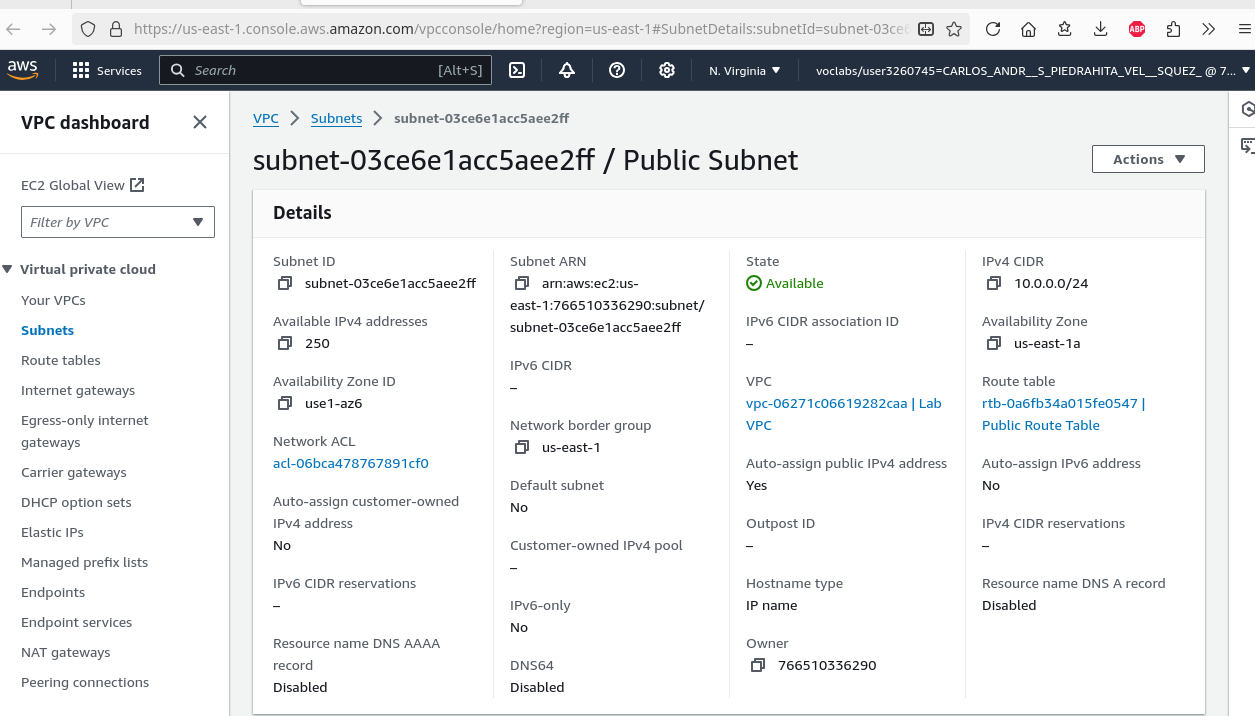 https://us-east-1.console.aws.amazon.com/vpcconsole/home?region=us-east-1#SubnetDetails:subnetId=subnet-03ce6
ABP
aws
Services
Search
[Alt+S]
N. Virginia
voclabs/user3260745=CARLOS_ANDR__S_PIEDRAHITA_VEL__SQUEZ_ @ 7...
VPC dashboard
EC2 Global View
Filter by VPC
Virtual private cloud
Your VPCs
Subnets
Route tables
Internet gateways
Egress-only internet
gateways
Carrier gateways
DHCP option sets
Elastic IPs
Managed prefix lists
Endpoints
Endpoint services
NAT gateways
Peering connections
VPC
Subnets
subnet-03ce6e1acc5aee2ff
subnet-03ce6e1acc5aee2ff / Public Subnet
Actions
Details
Subnet ID
subnet-03ce6e1acc5aee2ff
Available IPv4 addresses
250
Availability Zone ID
use1-az6
Network ACL
acl-06bca478767891cf0
Auto-assign customer-owned
IPv4 address
No
IPv6 CIDR reservations
–
Resource name DNS AAAA
record
Disabled
Subnet ARN
arn:aws:ec2:us-
east-1:766510336290:subnet/
subnet-03ce6e1acc5aee2ff
IPv6 CIDR
–
Network border group
us-east-1
Default subnet
No
Customer-owned IPv4 pool
–
IPv6-only
No
DNS64
Disabled
State
Available
IPv6 CIDR association ID
–
VPC
vpc-06271c06619282caa | Lab
VPC
Auto-assign public IPv4 address
Yes
Outpost ID
–
Hostname type
IP name
Owner
766510336290
IPv4 CIDR
10.0.0.0/24
Availability Zone
us-east-1a
Route table
rtb-0a6fb34a015fe0547 |
Public Route Table
Auto-assign IPv6 address
No
IPv4 CIDR reservations
–
Resource name DNS A record
Disabled